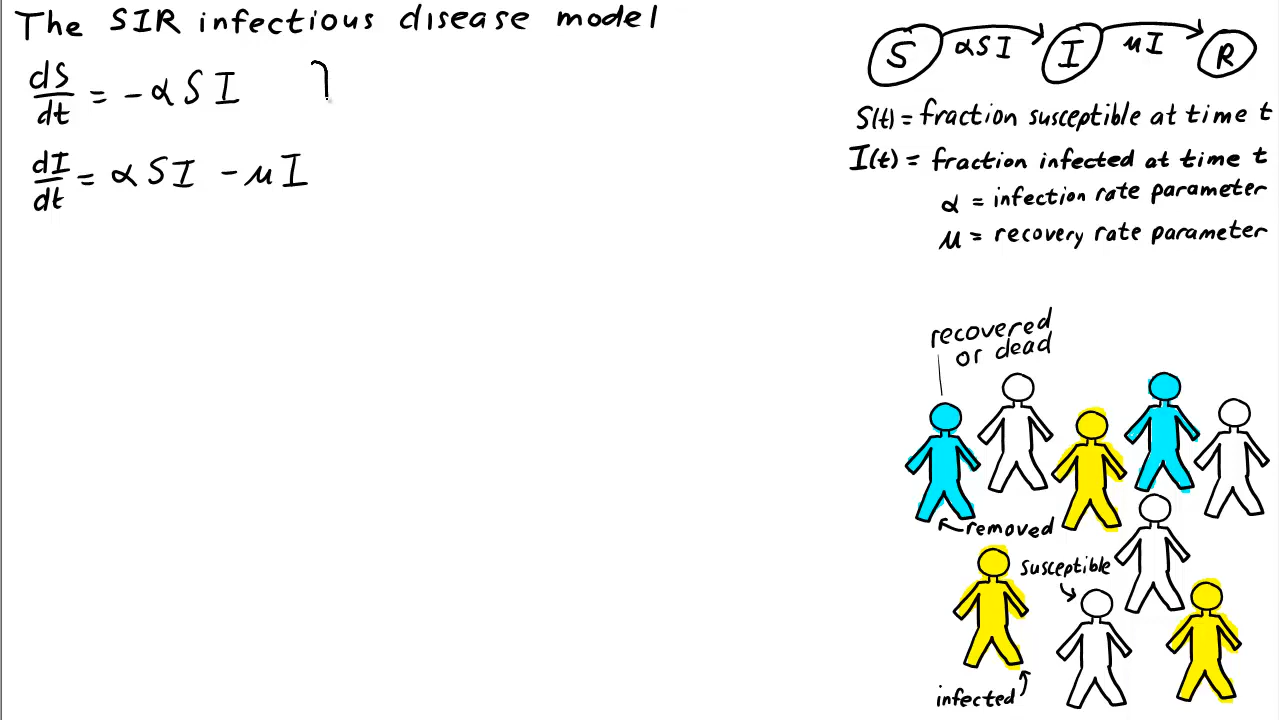 The SIR infectious disease model
dS/dt = -αSI
dI/dt = αSI - μI
S αSI I μI R
S(t) = fraction susceptible at time t
I(t) = fraction infected at time t
α = infection rate parameter
μ = recovery rate parameter
recovered
or dead
removed
susceptible
infected